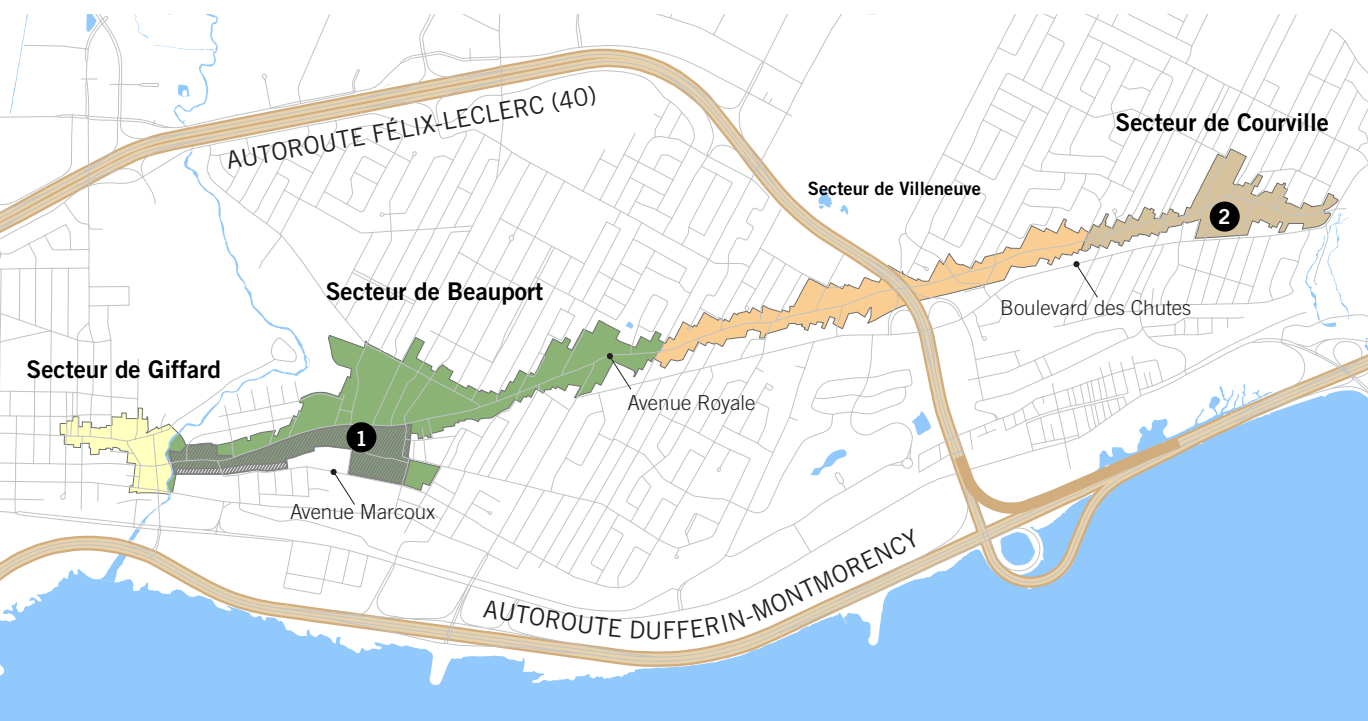 AUTOROUTE FÉLIX-LECLERC (40)
Secteur de Courville
Secteur de Villeneuve
2
Secteur de Beauport
Boulevard des Chutes
Secteur de Giffard
Avenue Royale
1
Avenue Marcoux
AUTOROUTE DUFFERIN-MONTMORENCY